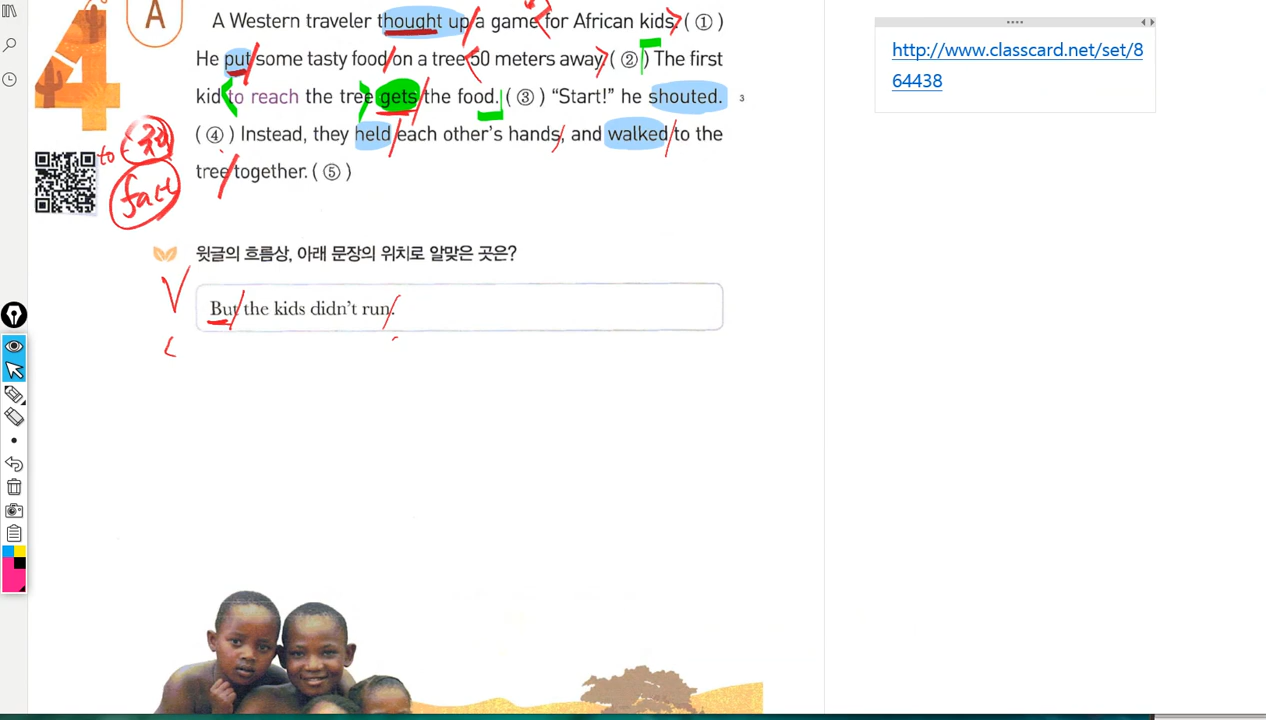 4
A
A Western traveler thought up a game for African kids. ( ① )
He put some tasty food on a tree 50 meters away. ( ② ) The first
kid to reach the tree gets the food. ( ③ ) “Start!” he shouted. 3
( ④ ) Instead, they held each other’s hands, and walked to the
tree together. ( ⑤ )
to
fact
윗글의 흐름상, 아래 문장의 위치로 알맞은 곳은?
V
But the kids didn’t run.
http://www.classcard.net/set/8
64438